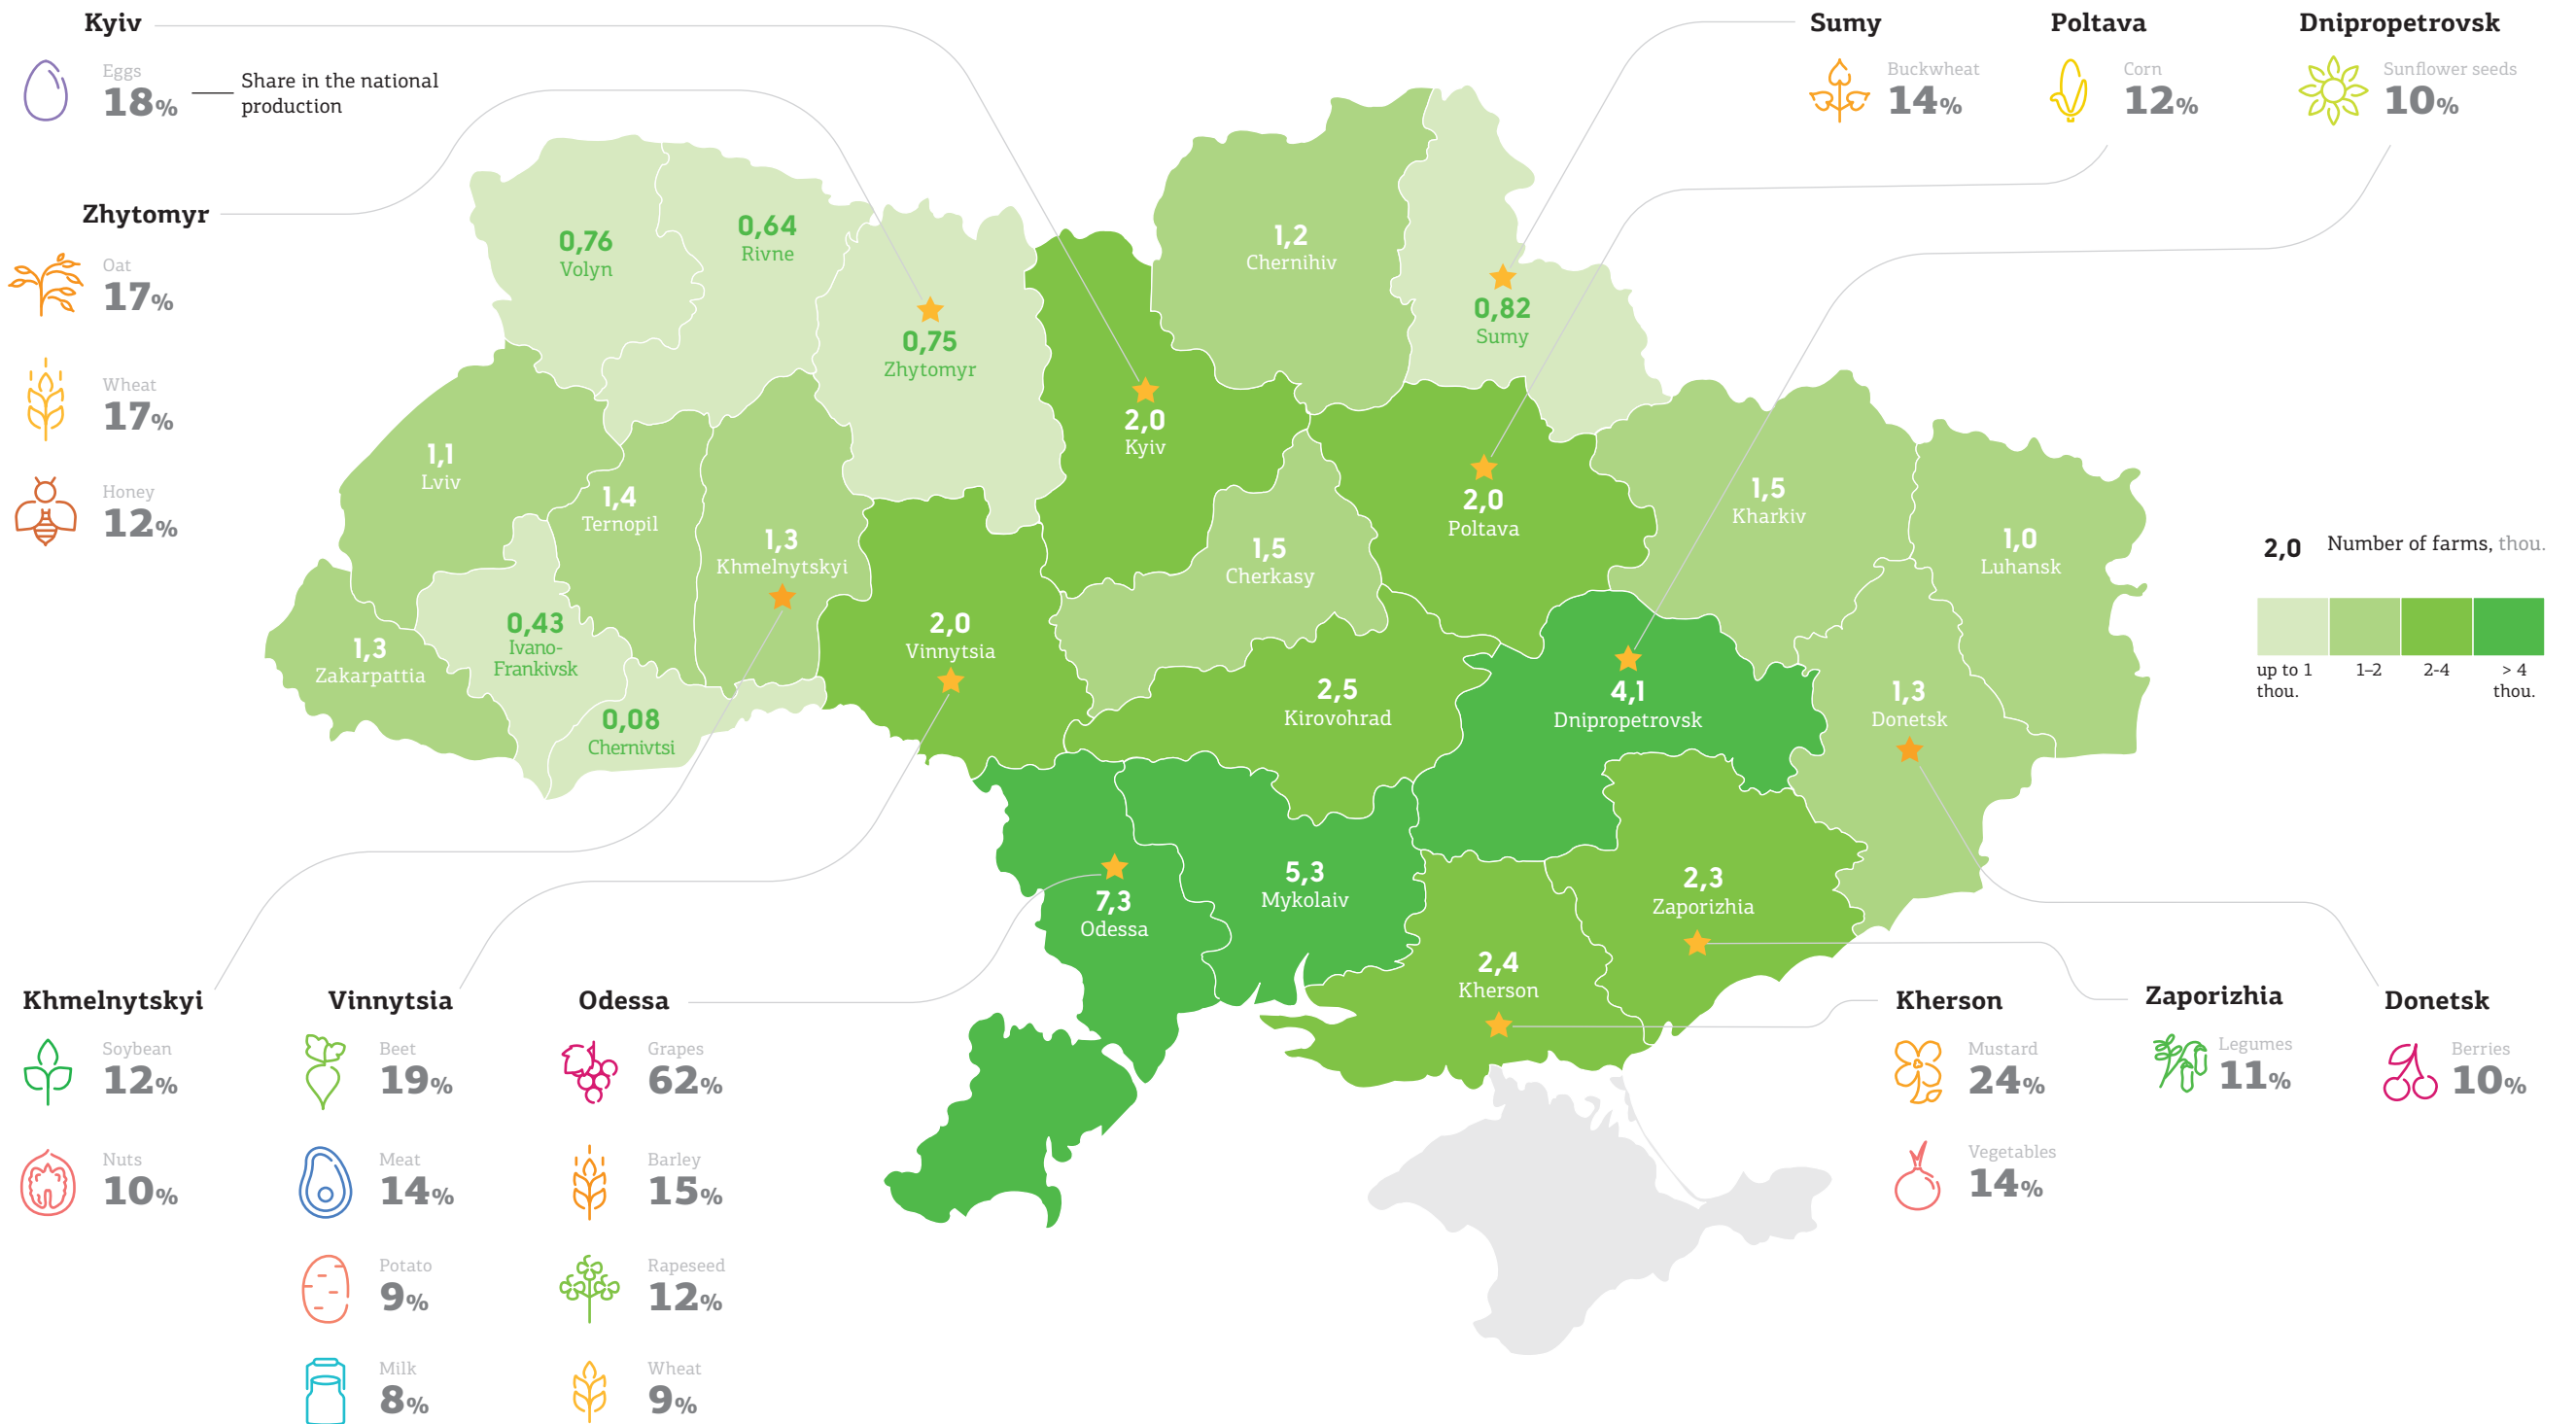 Kyiv
Eggs
18%
Share in the national
production
Zhytomyr
Oat
17%
Wheat
17%
Honey
12%
Sumy
Buckwheat
14%
Poltava
Corn
12%
Dnipropetrovsk
Sunflower seeds
10%
0,76
Volyn
0,64
Rivne
0,75
Zhytomyr
2,0
Kyiv
1,2
Chernihiv
0,82
Sumy
1,1
Lviv
1,4
Ternopil
1,3
Khmelnytskyi
2,0
Vinnytsia
1,5
Cherkasy
2,0
Poltava
1,5
Kharkiv
1,0
Luhansk
1,3
Zakarpattia
0,43
Ivano-
Frankivsk
0,08
Chernivtsi
2,5
Kirovohrad
4,1
Dnipropetrovsk
1,3
Donetsk
7,3
Odessa
5,3
Mykolaiv
2,4
Kherson
2,3
Zaporizhia
2,0 Number of farms, thou.
up to 1
thou.
1–2
2-4
> 4
thou.
Khmelnytskyi
Soybean
12%
Nuts
10%
Vinnytsia
Beet
19%
Meat
14%
Potato
9%
Milk
8%
Odessa
Grapes
62%
Barley
15%
Rapeseed
12%
Wheat
9%
Kherson
Mustard
24%
Vegetables
14%
Zaporizhia
Legumes
11%
Donetsk
Berries
10%